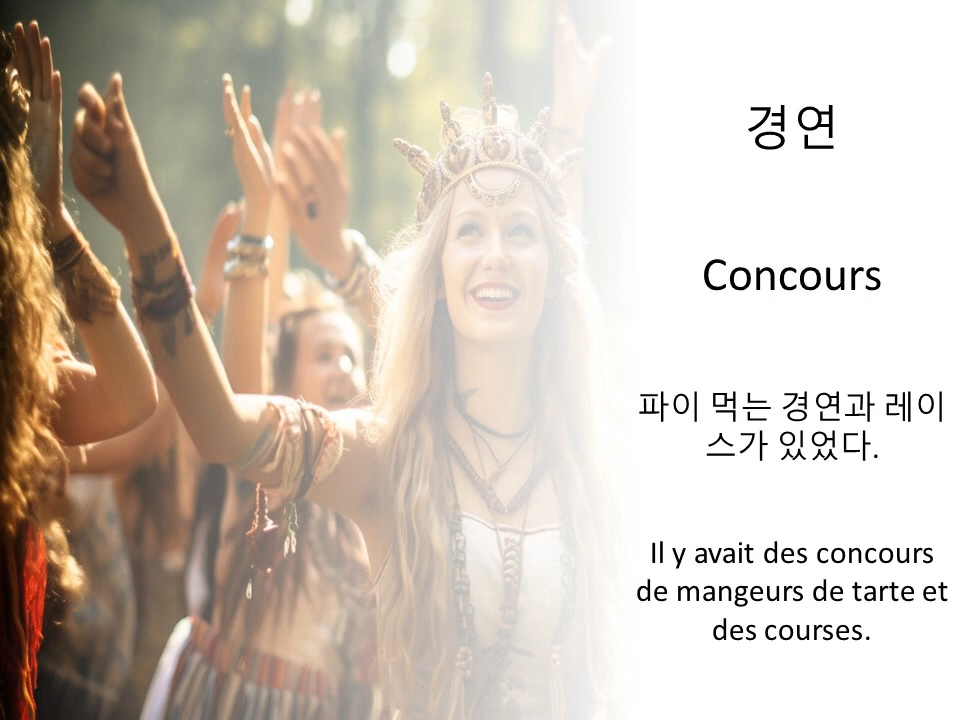 경연
Concours
파이 먹는 경연과 레이
스가 있었다.
Il y avait des concours
de mangeurs de tarte et
des courses.